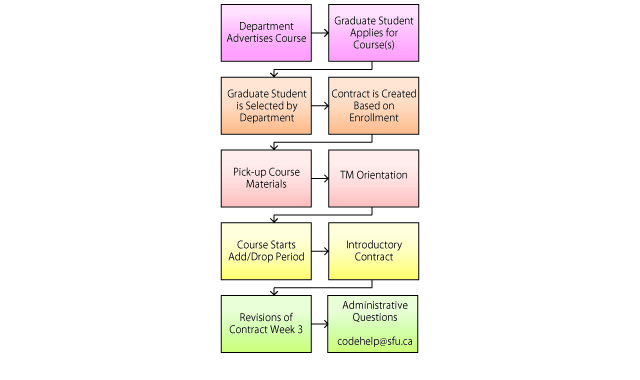 Department
Advertises Course
Graduate Student
Applies for
Course(s)
Graduate Student
is Selected by
Department
Contract is Created
Based on
Enrollment
Pick-up Course
Materials
TM Orientation
Course Starts
Add/Drop Period
Introductory
Contract
Revisions of
Contract Week 3
Administrative
Questions
codehelp@sfu.ca